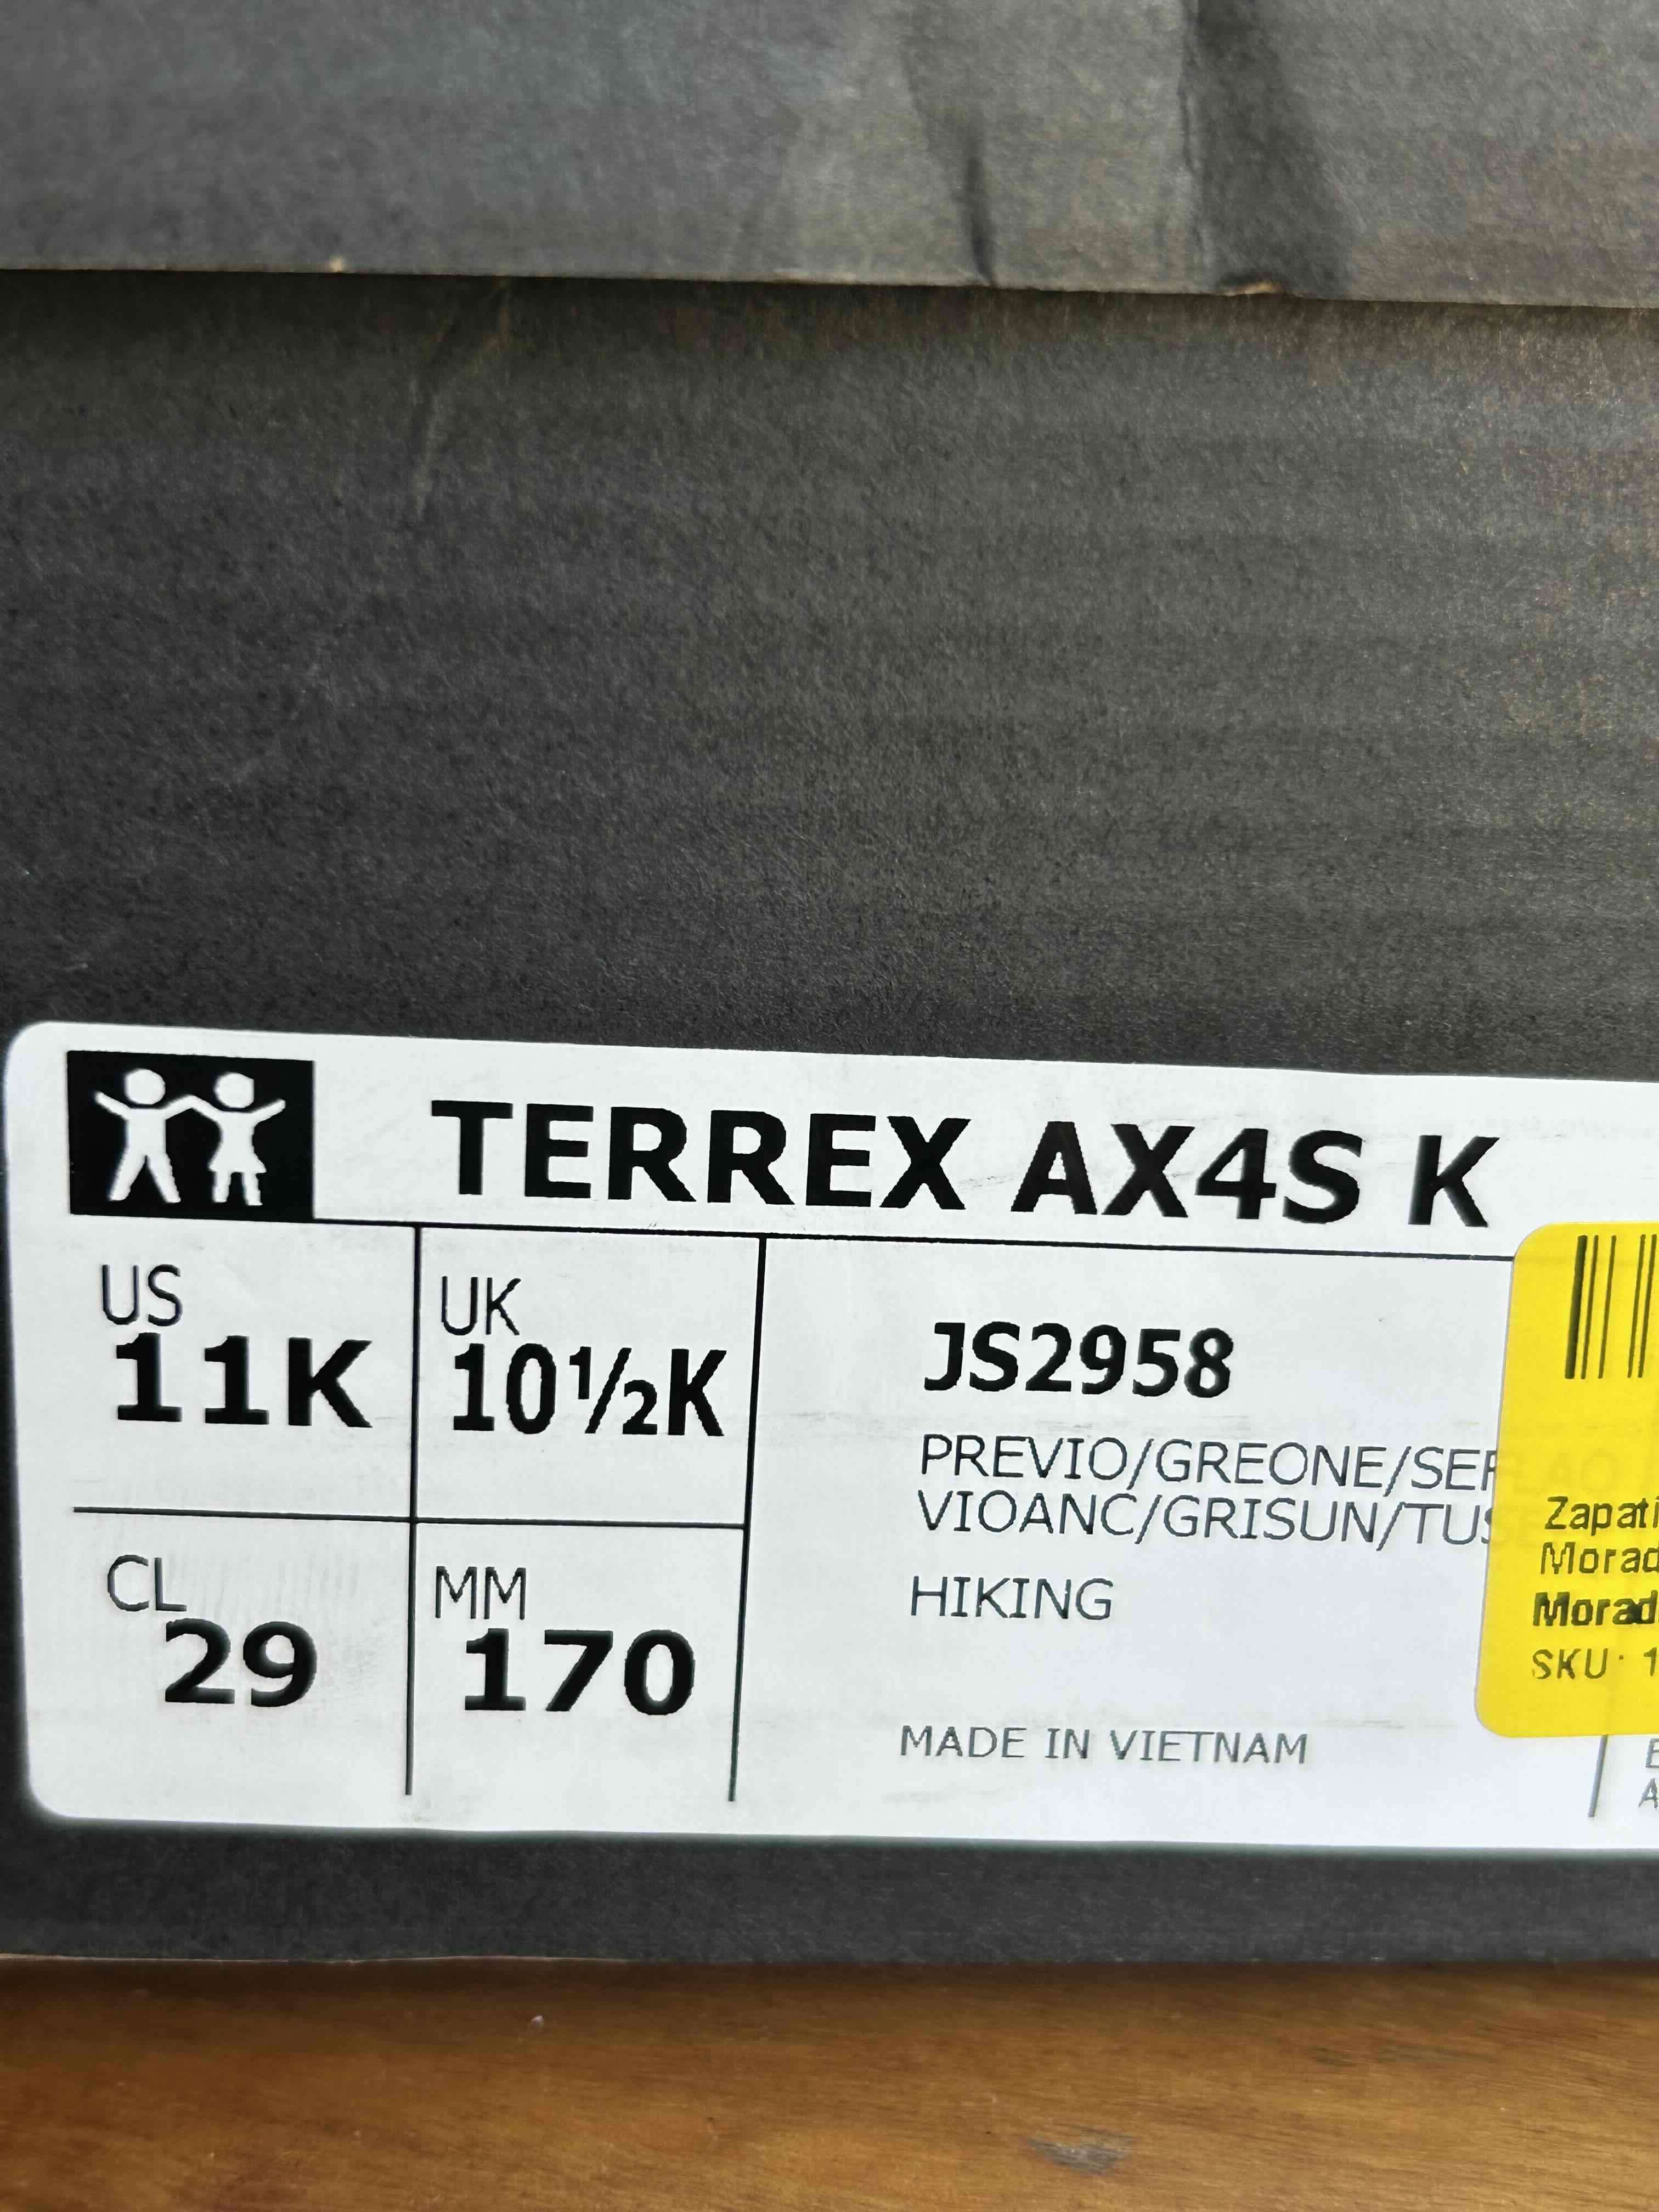 TERREX AX4S K
US
11K
UK
10½K
CL
29
MM
170
JS2958
PREVIO/GREONE/SEF
VIOANC/GRISUN/TUS
HIKING
MADE IN VIETNAM
Zapati
Morad
Morad
SKU: 1